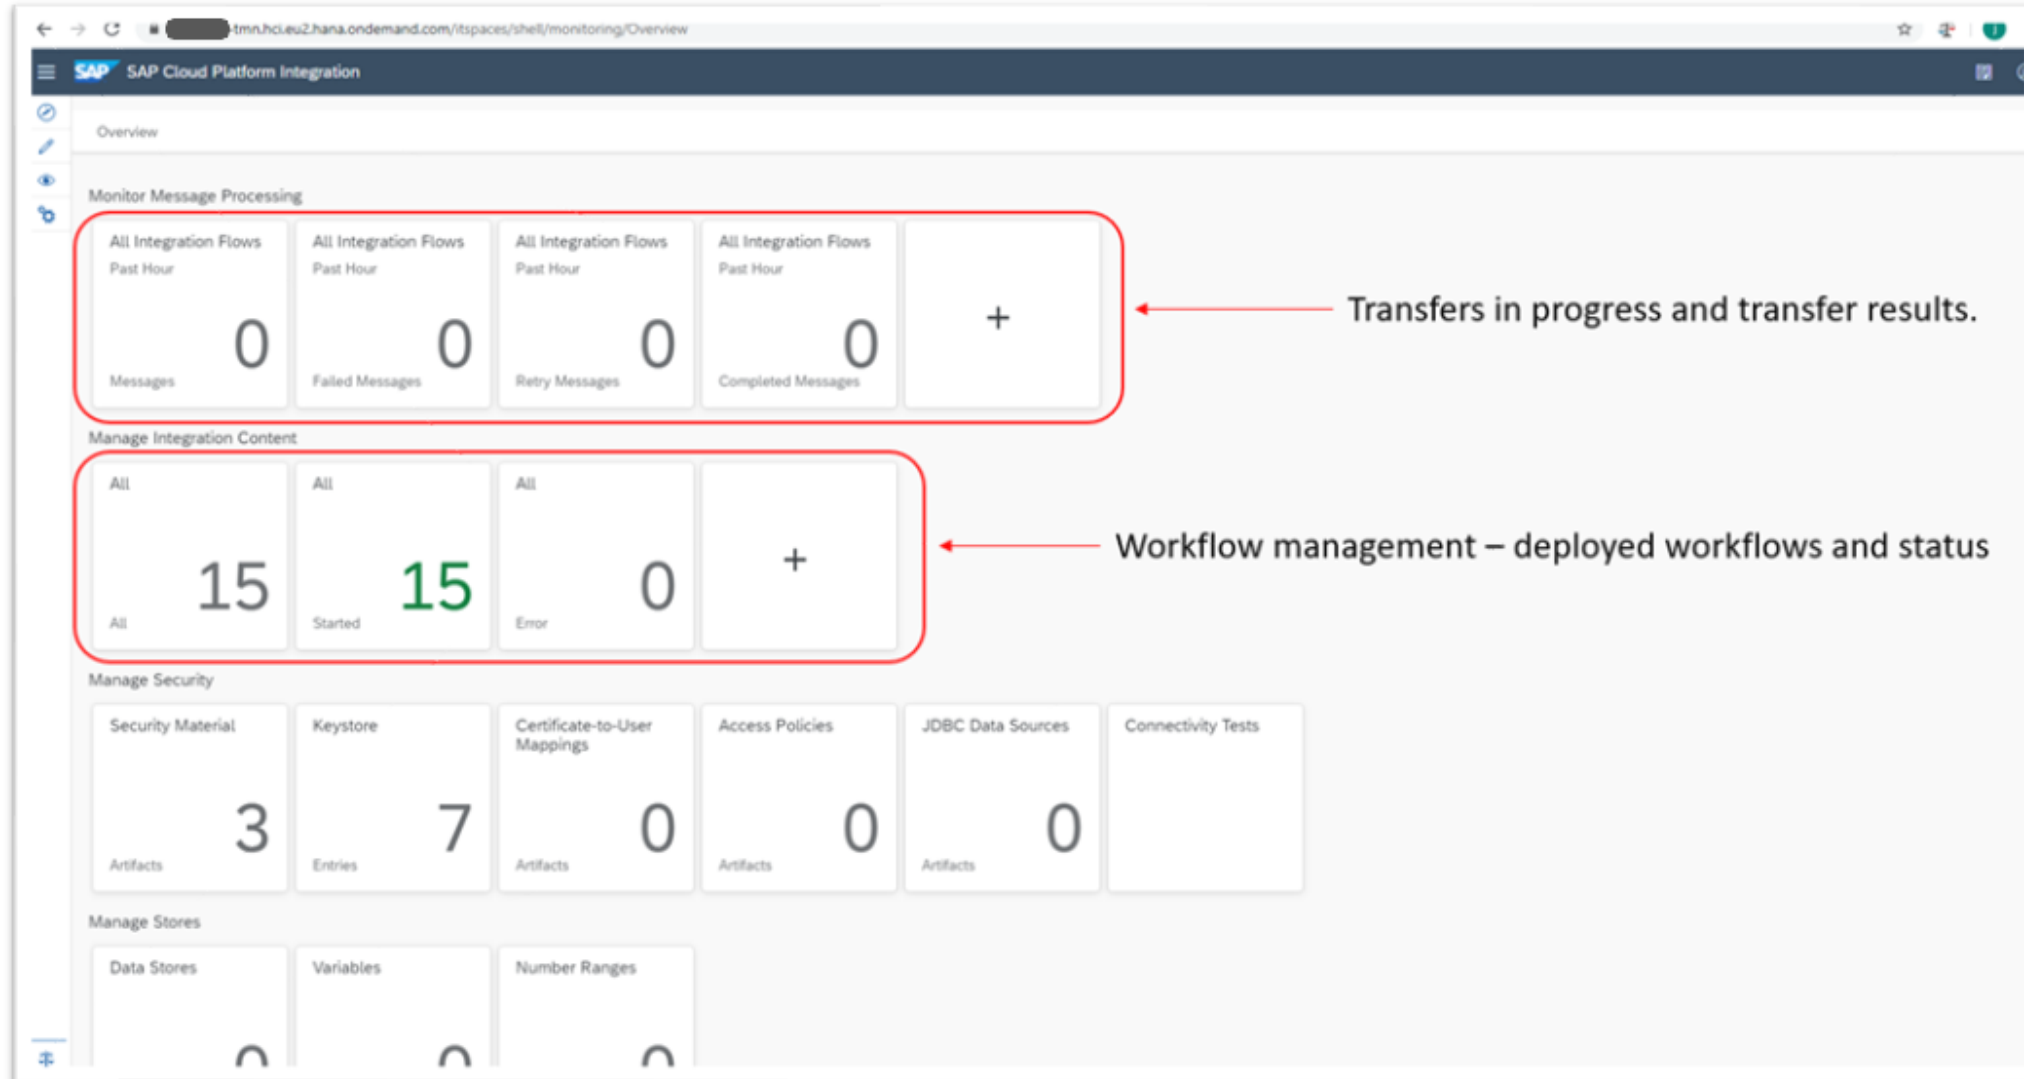 -tmn.hci.eu2.hana.ondemand.com/itspaces/shell/monitoring/Overview
SAP SAP Cloud Platform Integration
Overview
Monitor Message Processing
All Integration Flows All Integration Flows All Integration Flows All Integration Flows
Past Hour Past Hour Past Hour Past Hour
+ Transfers in progress and transfer results.
0 0 0 0
Messages Failed Messages Retry Messages Completed Messages
Manage Integration Content
All All All
+ Workflow management – deployed workflows and status
15 15 0
All Started Error
Manage Security
Security Material Keystore Certificate-to-User Access Policies JDBC Data Sources Connectivity Tests
Mappings
3 7 0 0 0
Artifacts Entries Artifacts Artifacts Artifacts
Manage Stores
Data Stores Variables Number Ranges
0 0 0